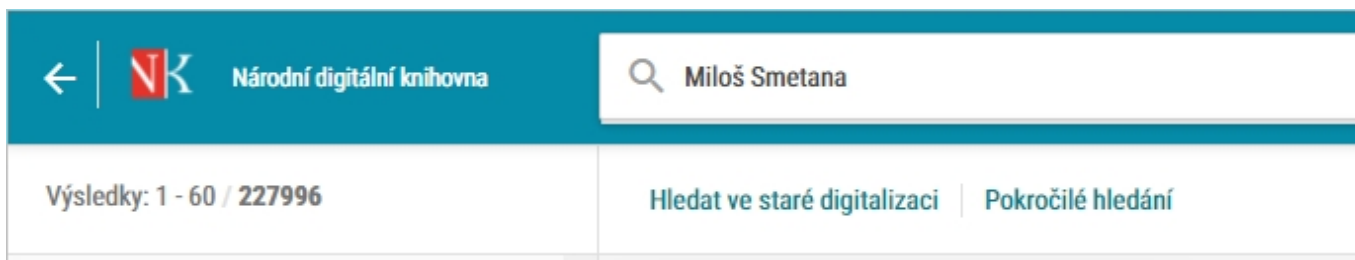 NK Národní digitální knihovna Miloš Smetana
Výsledky: 1 - 60 / 227996 Hledat ve staré digitalizaci Pokročilé hledání